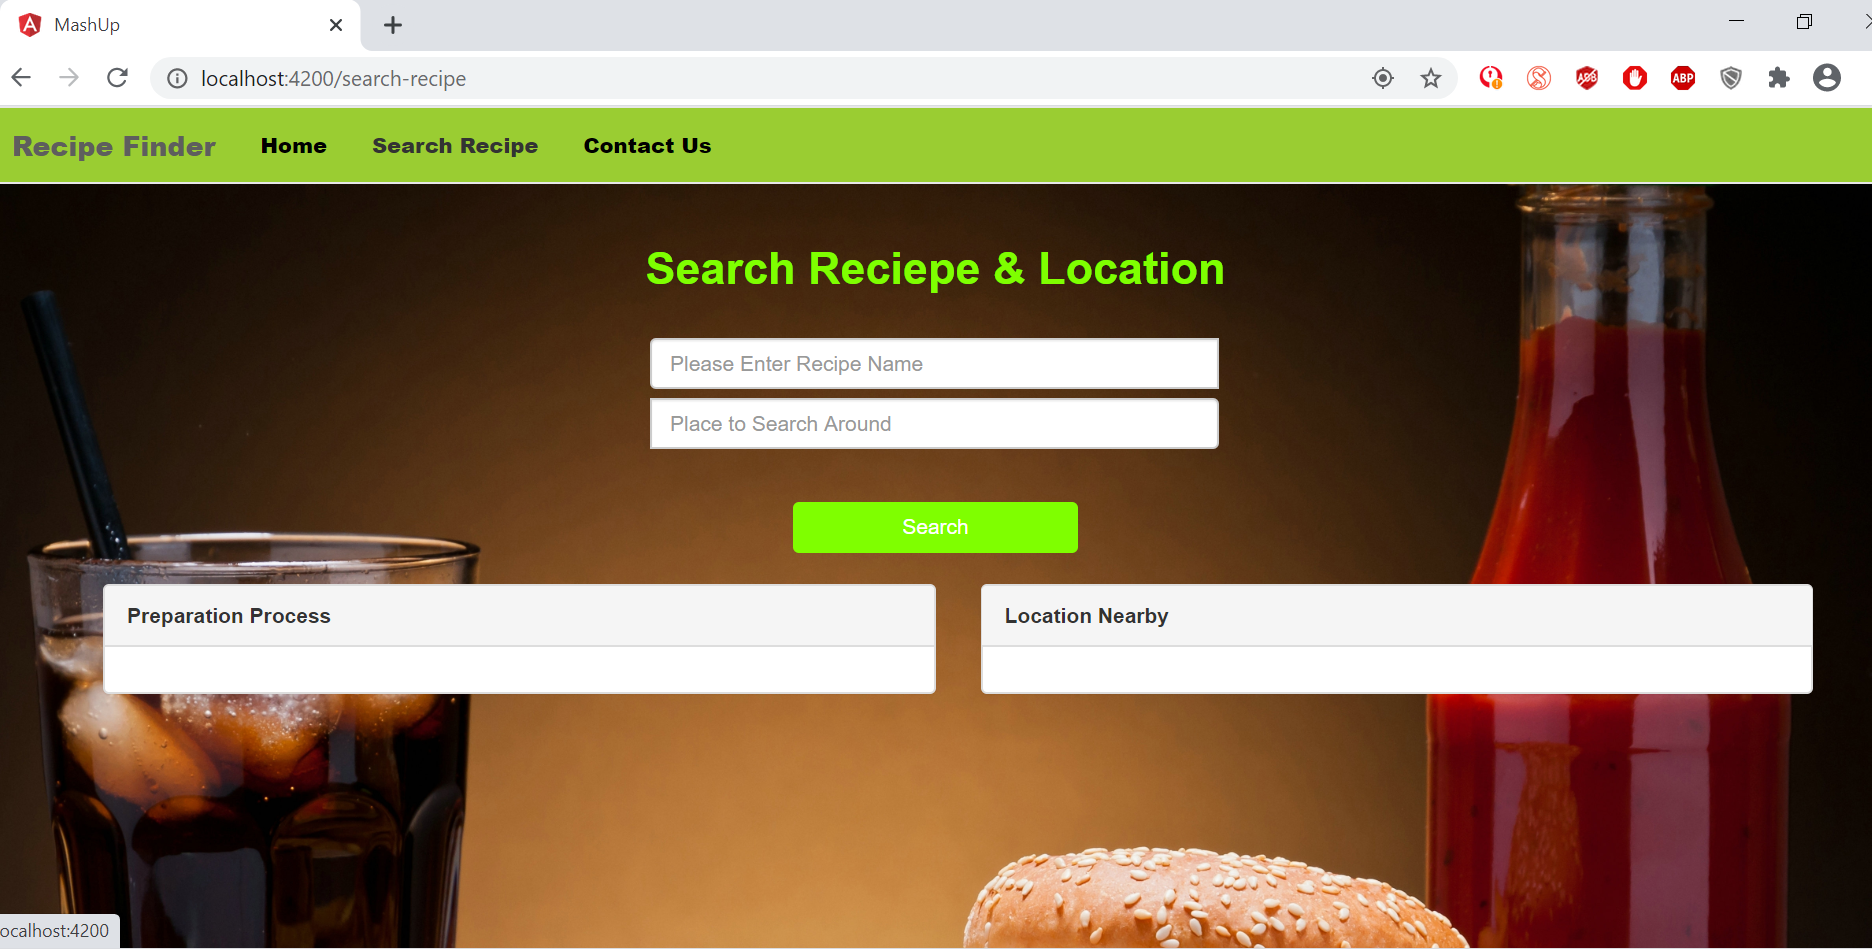 MashUp
localhost:4200/search-recipe
ABP
Recipe Finder Home Search Recipe Contact Us
Search Reciepe & Location
Please Enter Recipe Name
Place to Search Around
Search
Preparation Process
Location Nearby
ocalhost:4200